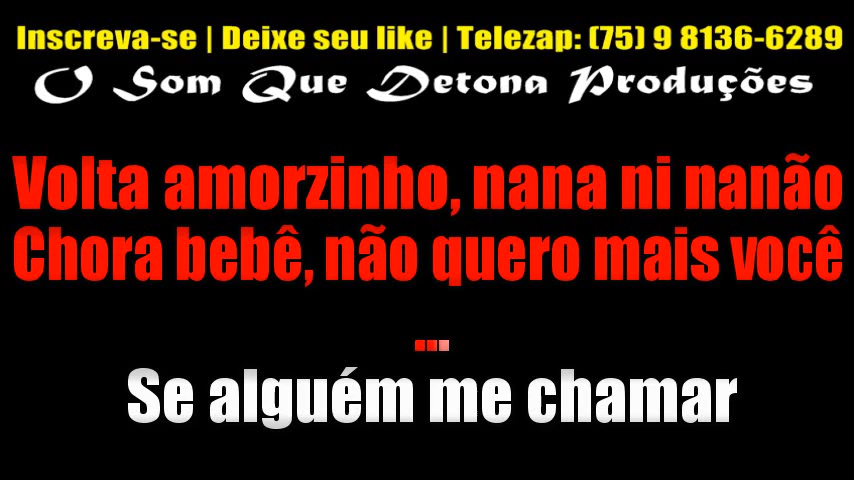 Inscreva-se | Deixe seu like | Telezap: (75) 9 8136-6289
O Som Que Detona Produções
Volta amorzinho, nana ni nanão
Chora bebê, não quero mais você
...
Se alguém me chamar